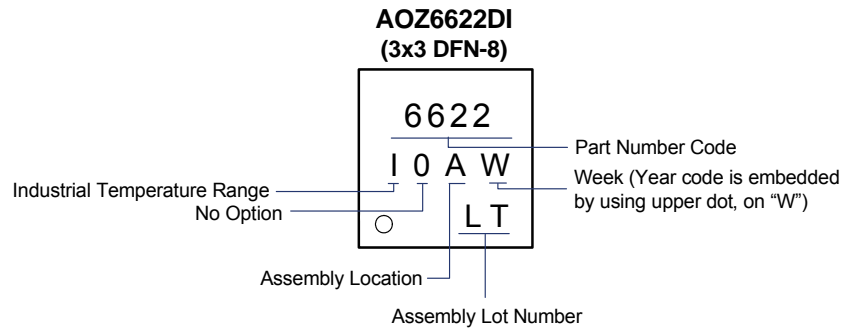 AOZ6622DI
(3x3 DFN-8)
6622
Part Number Code
I 0 A W
Industrial Temperature Range
Week (Year code is embedded
by using upper dot, on “W”)
No Option
L T
Assembly Location
Assembly Lot Number